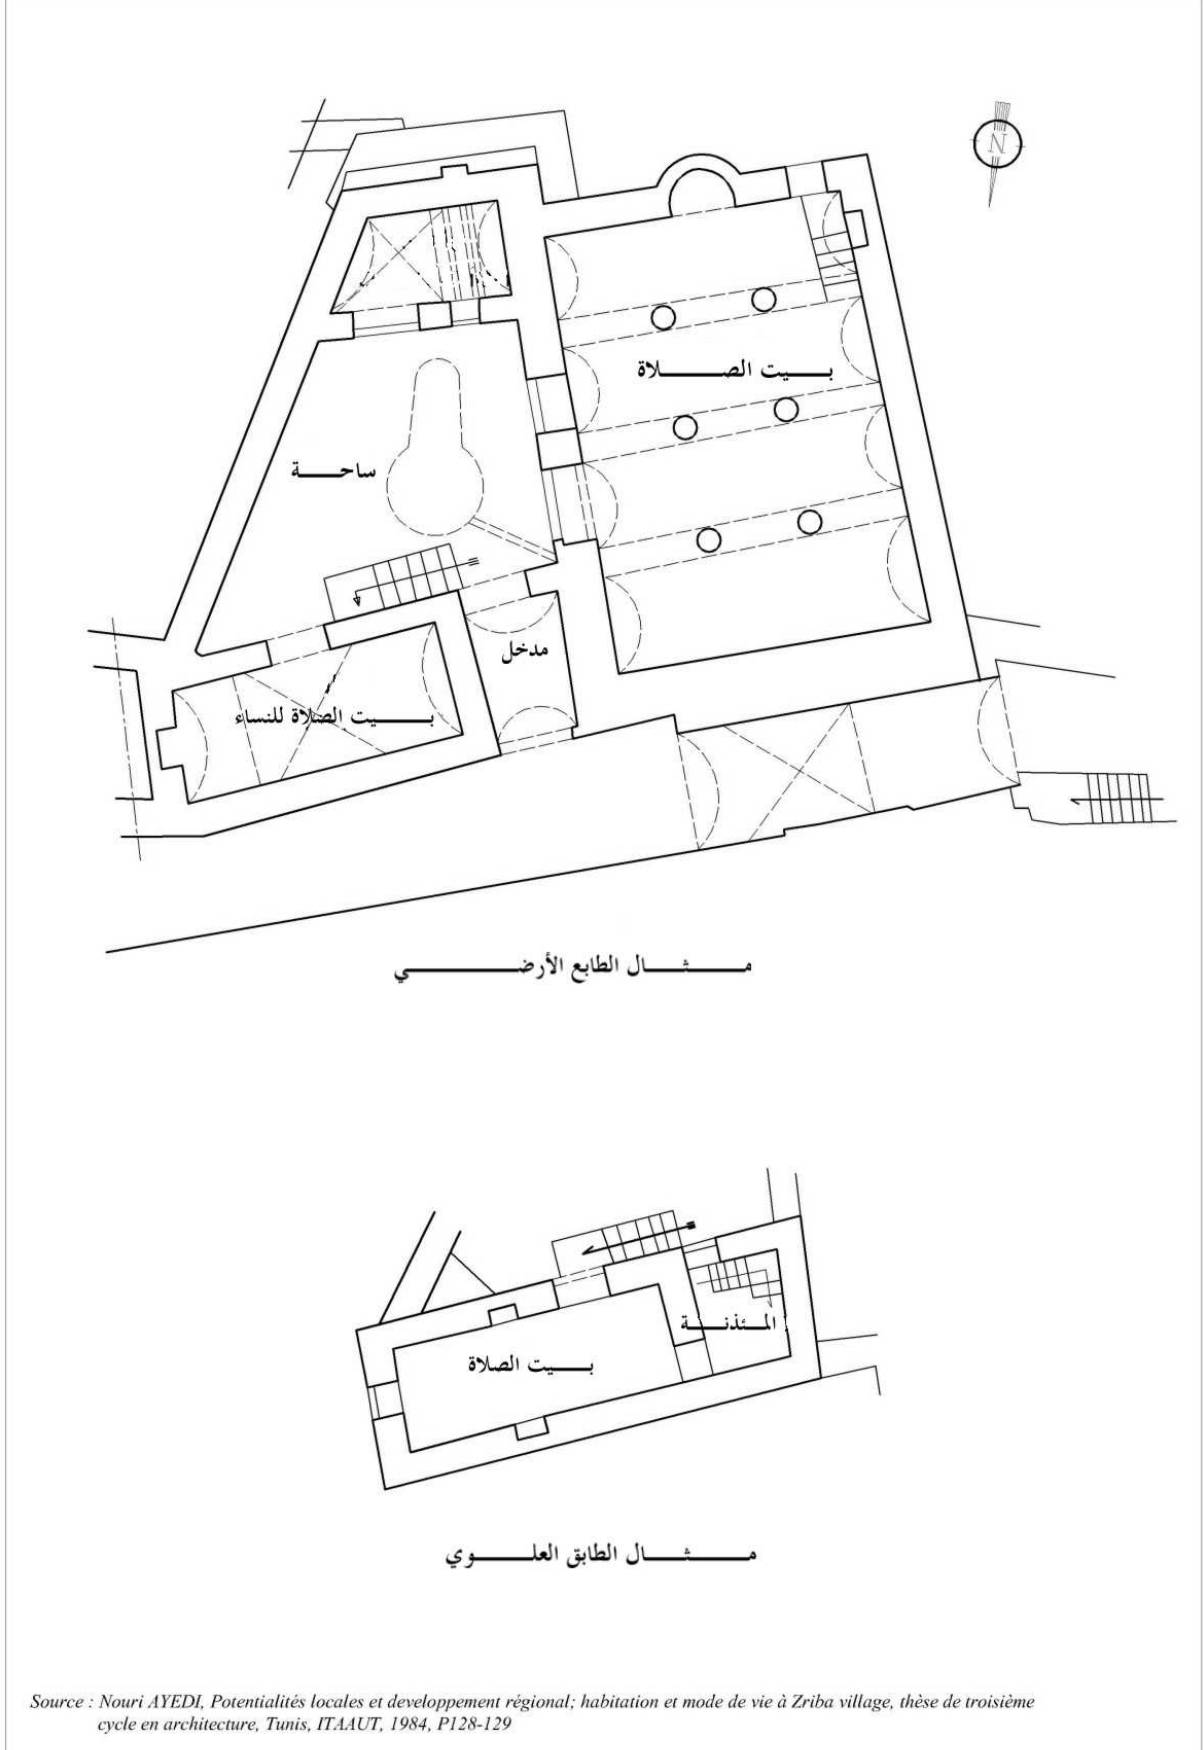 N
بيت الصلاة
ساحة
مدخل
بيت الصلاة للنساء
مثال الطابع الأرضي
المئذنة
بيت الصلاة
مثال الطابق العلوي
Source : Nouri AYEDI, Potentialités locales et developpement régional; habitation et mode de vie à Zriba village, thèse de troisième
cycle en architecture, Tunis, ITAAUT, 1984, P128-129